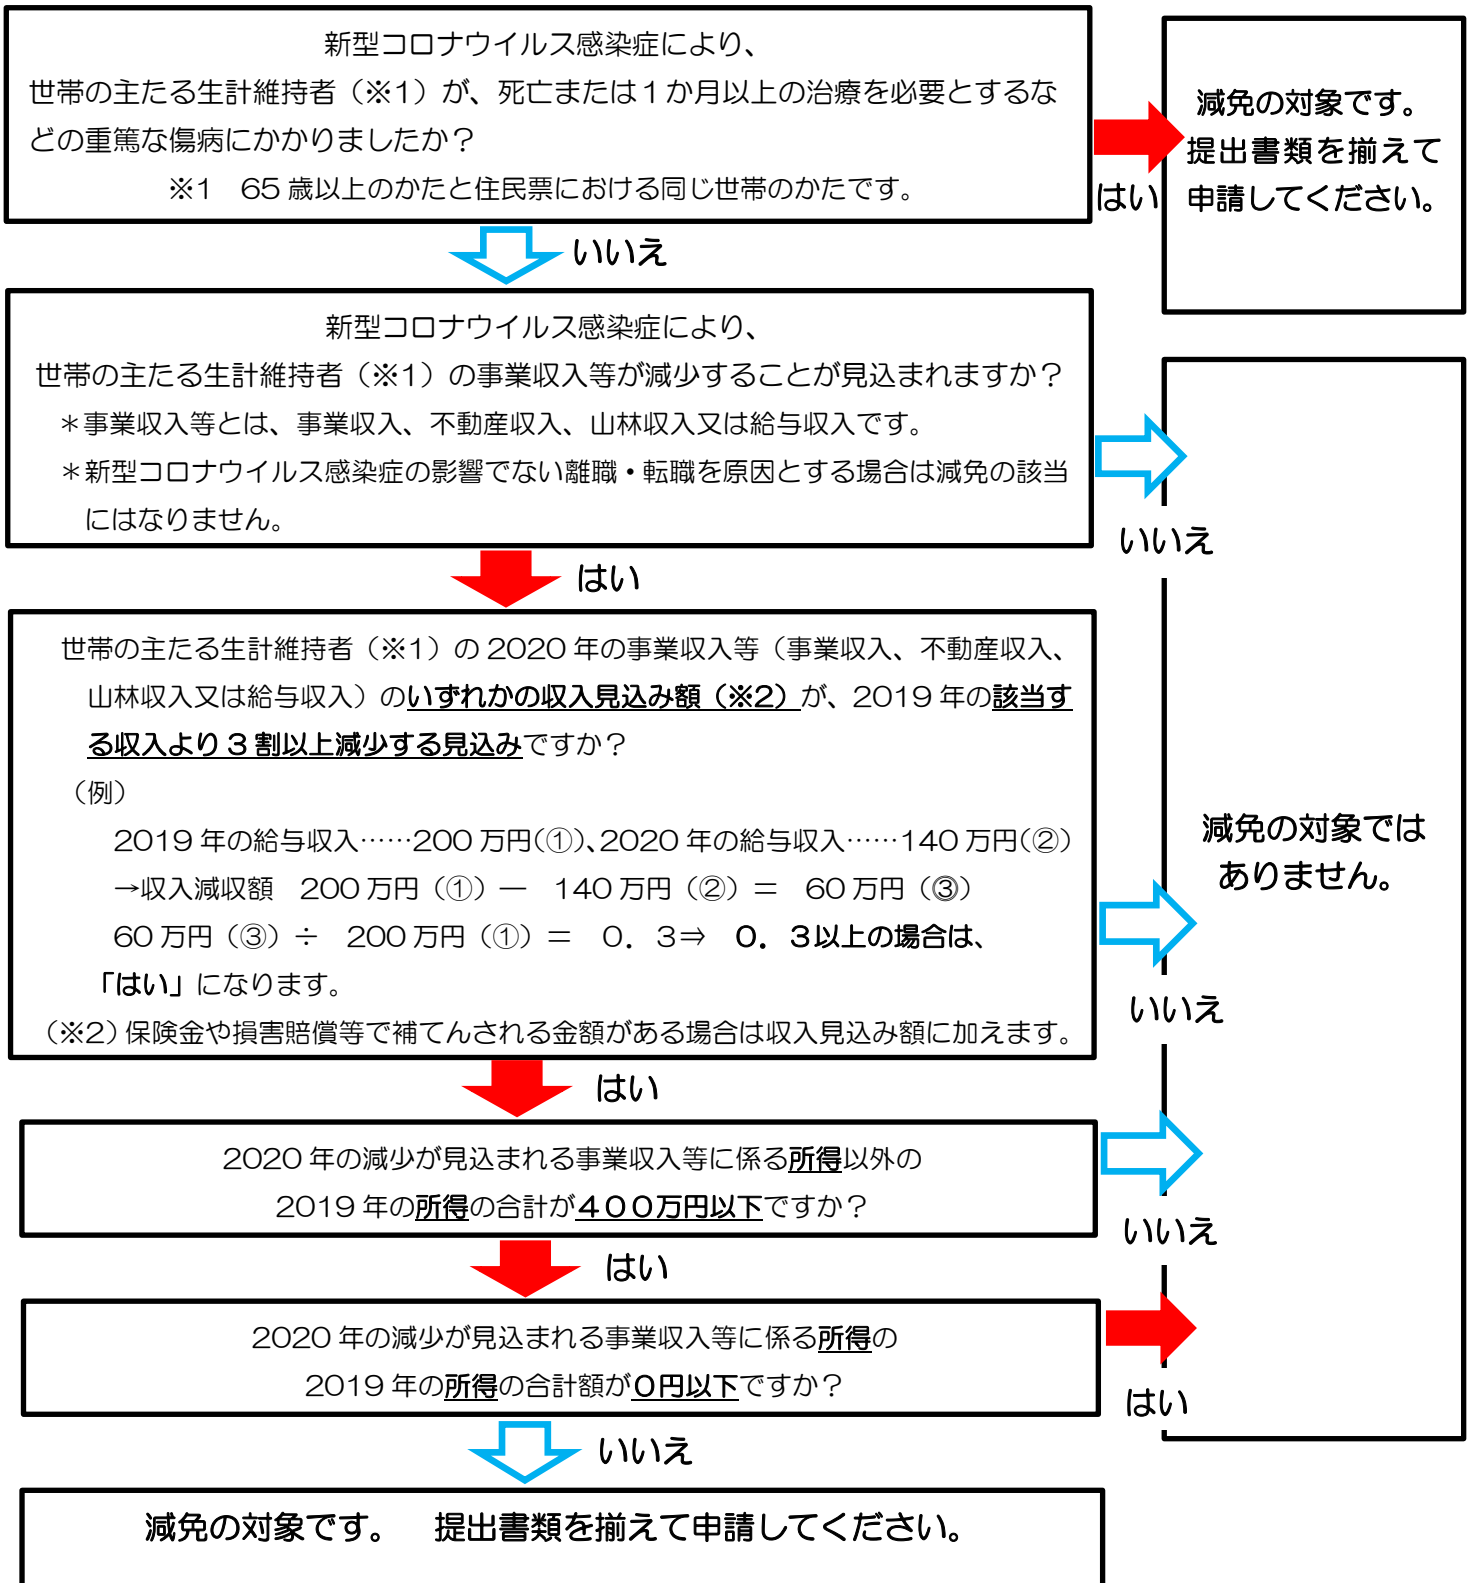 新型コロナウイルス感染症により、
世帯の主たる生計維持者（※1）が、死亡または１か月以上の治療を必要とするな
どの重篤な傷病にかかりましたか？
※1　65 歳以上のかたと住民票における同じ世帯のかたです。
はい
減免の対象です。
提出書類を揃えて
申請してください。
いいえ
新型コロナウイルス感染症により、
世帯の主たる生計維持者（※1）の事業収入等が減少することが見込まれますか？
＊事業収入等とは、事業収入、不動産収入、山林収入又は給与収入です。
＊新型コロナウイルス感染症の影響でない離職・転職を原因とする場合は減免の該当
にはなりません。
いいえ
はい
世帯の主たる生計維持者（※1）の 2020 年の事業収入等（事業収入、不動産収入、
山林収入又は給与収入）のいずれかの収入見込み額（※2）が、2019 年の該当す
る収入より 3 割以上減少する見込みですか？
（例）
2019 年の給与収入……200 万円(①)、2020 年の給与収入……140 万円(②)
→収入減収額　200 万円（①）―　140 万円（②）＝　60 万円（③）
60 万円（③）÷　200 万円（①）＝　０．３⇒　０．３以上の場合は、
「はい」になります。
（※2）保険金や損害賠償等で補てんされる金額がある場合は収入見込み額に加えます。
いいえ
減免の対象では
ありません。
はい
2020 年の減少が見込まれる事業収入等に係る所得以外の
2019 年の所得の合計が４００万円以下ですか？
いいえ
はい
2020 年の減少が見込まれる事業収入等に係る所得の
2019 年の所得の合計額が０円以下ですか？
はい
いいえ
減免の対象です。　提出書類を揃えて申請してください。